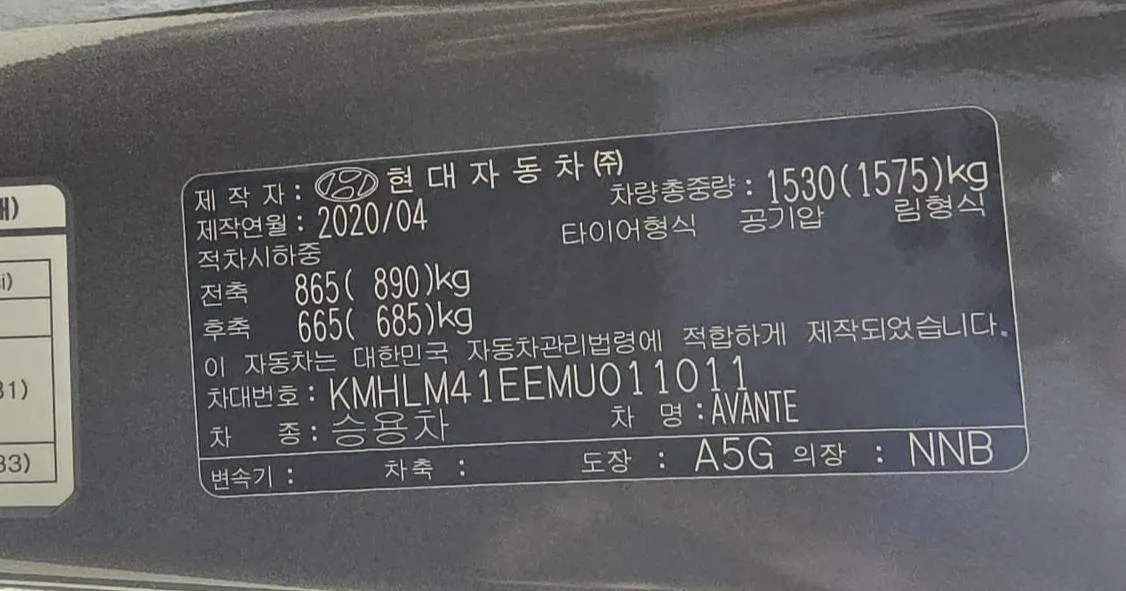 제 작 자 : 현 대 자 동 차 ㈜
차량총중량 : 1530(1575)kg
제작연월 : 2020/04
타이어형식 공기압 림형식
적차시하중
전축 865( 890)kg
후축 665( 685)kg
이 자동차는 대한민국 자동차관리법령에 적합하게 제작되었습니다.
차대번호 : KMHLM41EEMU011011
차 종 : 승용차 차 명 : AVANTE
변속기 : 차축 : 도장 : A5G 의장 : NNB